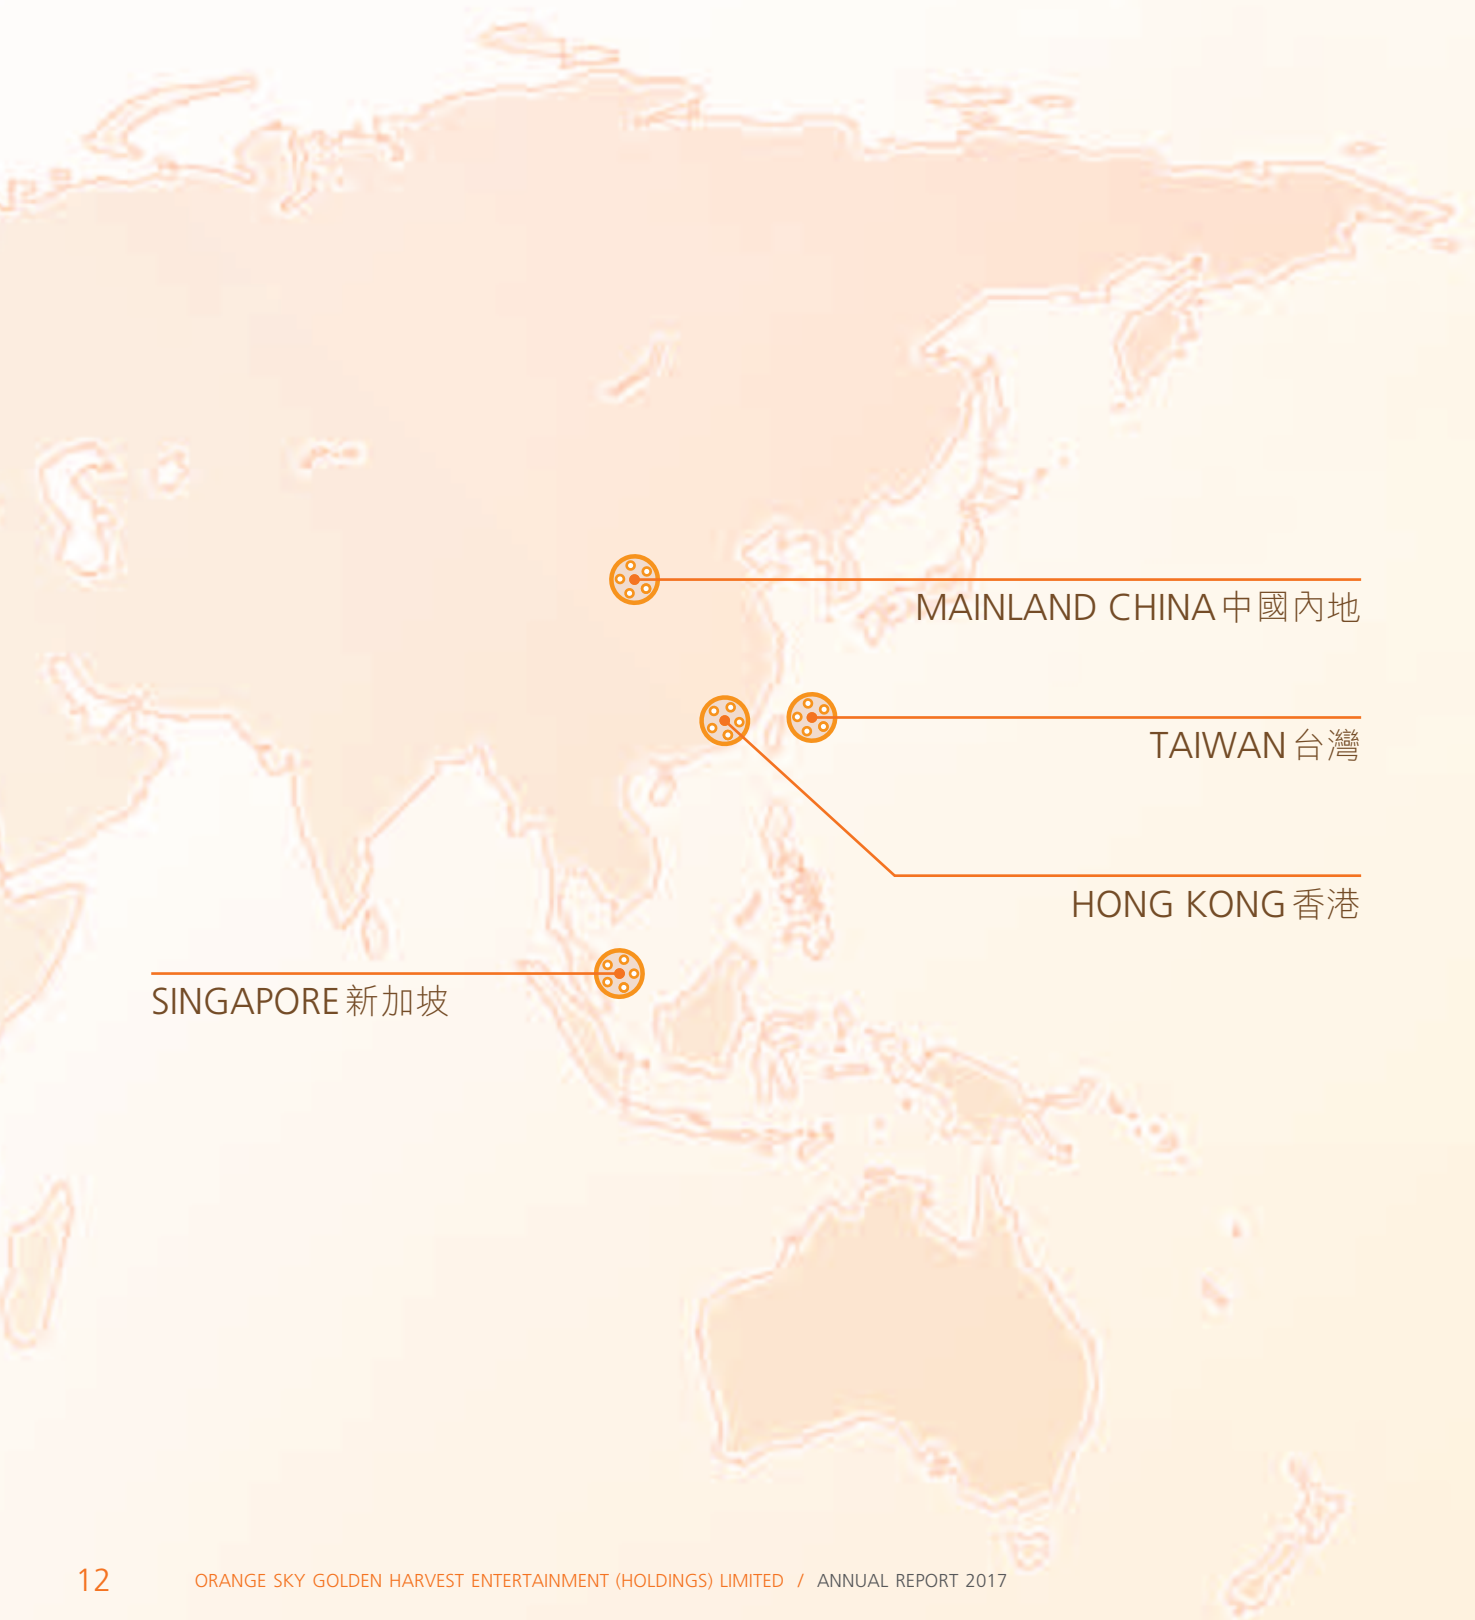 MAINLAND CHINA 中國內地
TAIWAN 台灣
HONG KONG 香港
SINGAPORE 新加坡
12 ORANGE SKY GOLDEN HARVEST ENTERTAINMENT (HOLDINGS) LIMITED / ANNUAL REPORT 2017